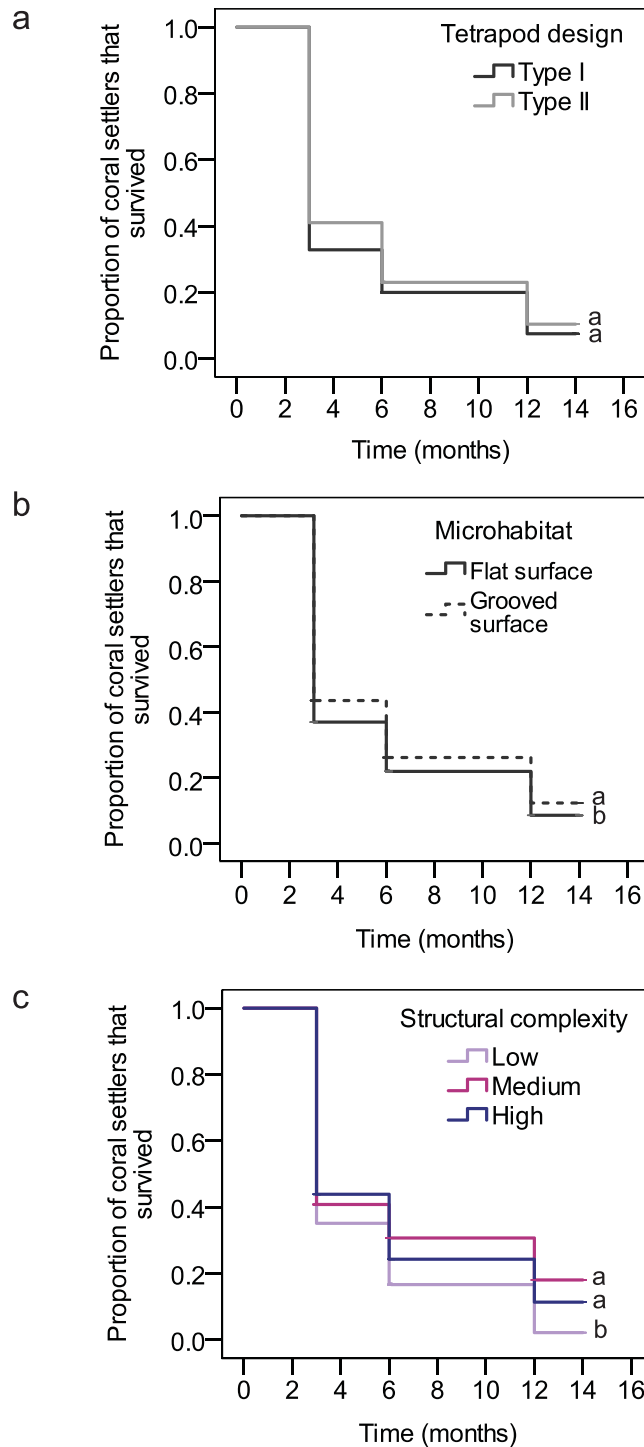 a
Proportion of coral settlers that
survived
1.0
0.8
0.6
0.4
0.2
0.0
Tetrapod design
Type I
Type II
a
a
0 2 4 6 8 10 12 14 16
Time (months)
b
Proportion of coral settlers that
survived
1.0
0.8
0.6
0.4
0.2
0.0
Microhabitat
Flat surface
Grooved
surface
a
b
0 2 4 6 8 10 12 14 16
Time (months)
c
Proportion of coral settlers that
survived
1.0
0.8
0.6
0.4
0.2
0.0
Structural complexity
Low
Medium
High
a
a
b
0 2 4 6 8 10 12 14 16
Time (months)